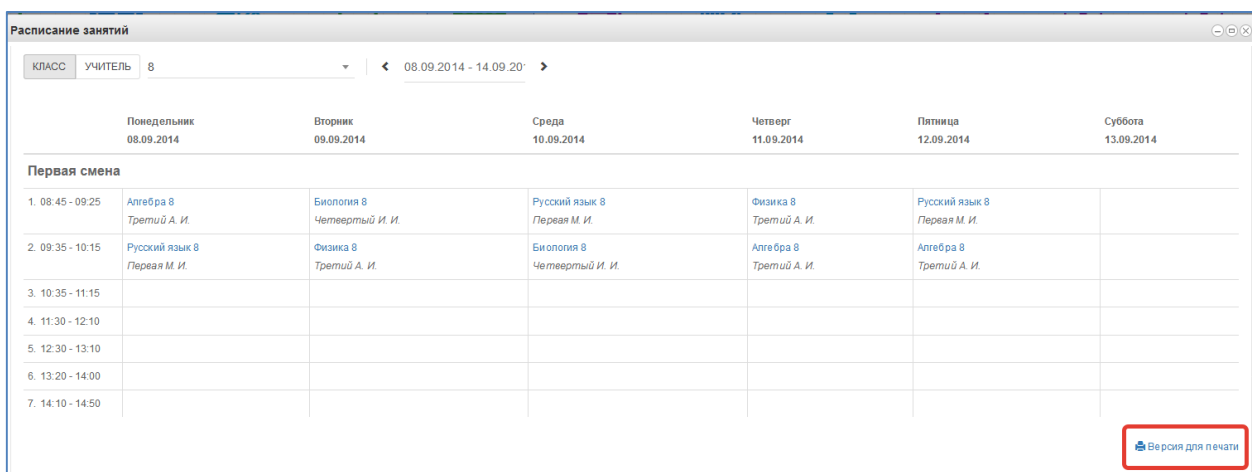 Расписание занятий
КЛАСС УЧИТЕЛЬ 8 08.09.2014 - 14.09.20
Понедельник Вторник Среда Четверг Пятница Суббота
08.09.2014 09.09.2014 10.09.2014 11.09.2014 12.09.2014 13.09.2014
Первая смена
1. 08:45 - 09:25 Алгебра 8 Биология 8 Русский язык 8 Физика 8 Русский язык 8
Третий А. И. Четвертый И. И. Первая М. И. Третий А. И. Первая М. И.
2. 09:35 - 10:15 Русский язык 8 Физика 8 Биология 8 Алгебра 8 Алгебра 8
Первая М. И. Третий А. И. Четвертый И. И. Третий А. И. Третий А. И.
3. 10:35 - 11:15
4. 11:30 - 12:10
5. 12:30 - 13:10
6. 13:20 - 14:00
7. 14:10 - 14:50
Версия для печати